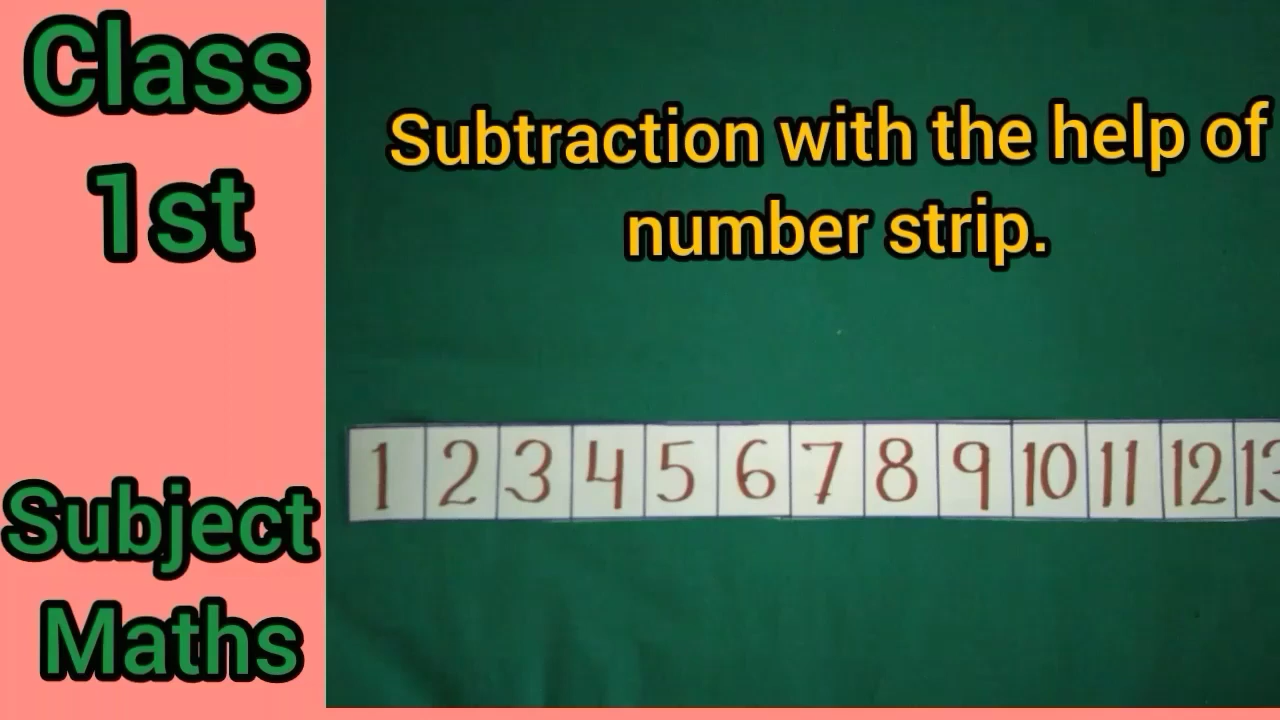 Class
1st
Subject
Maths
Subtraction with the help of
number strip.
1 2 3 4 5 6 7 8 9 10 11 12 13